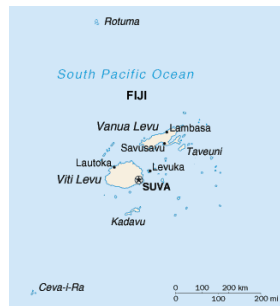 Rotuma
South Pacific Ocean
FIJI
Vanua Levu
Lambasa
Savusavu
Taveuni
Lautoka
Levuka
Viti Levu
SUVA
Kadavu
Ceva-i-Ra
0 100 200 km
0 100 200 mi